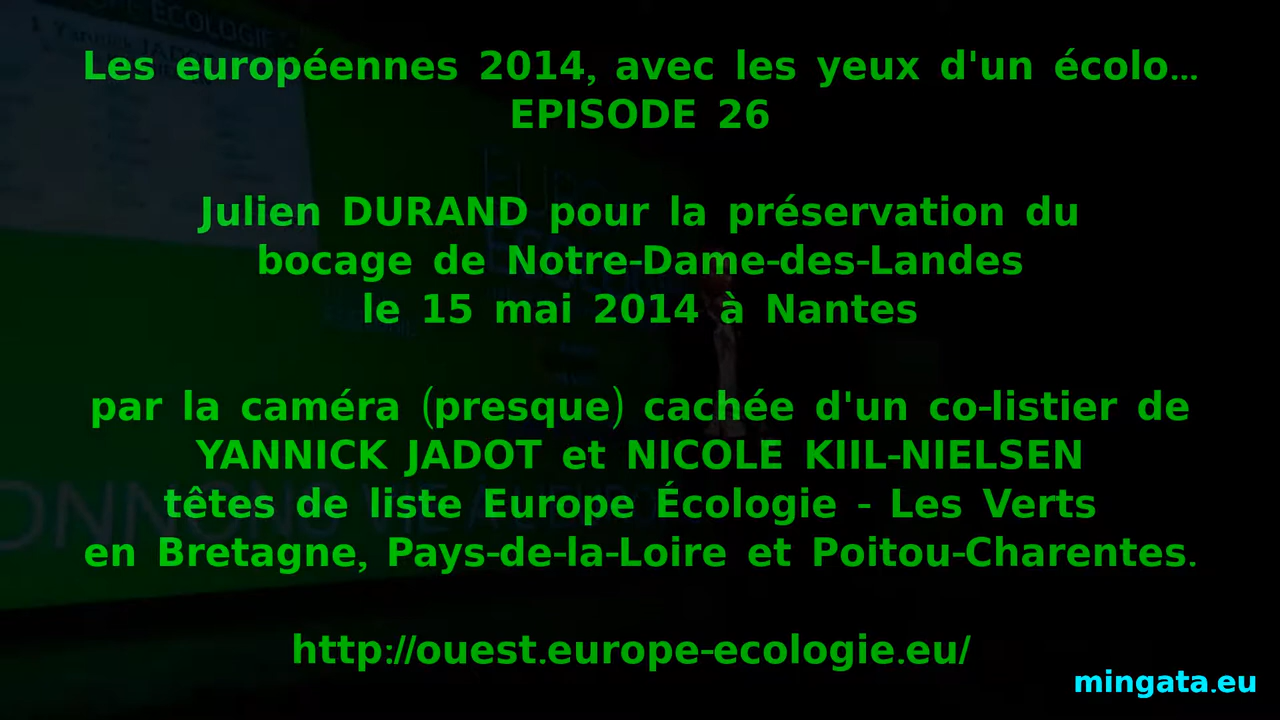 Les européennes 2014, avec les yeux d'un écolo...
EPISODE 26
Julien DURAND pour la préservation du
bocage de Notre-Dame-des-Landes
le 15 mai 2014 à Nantes
par la caméra (presque) cachée d'un co-listier de
YANNICK JADOT et NICOLE KIIL-NIELSEN
têtes de liste Europe Écologie - Les Verts
en Bretagne, Pays-de-la-Loire et Poitou-Charentes.
http://ouest.europe-ecologie.eu/
mingata.eu